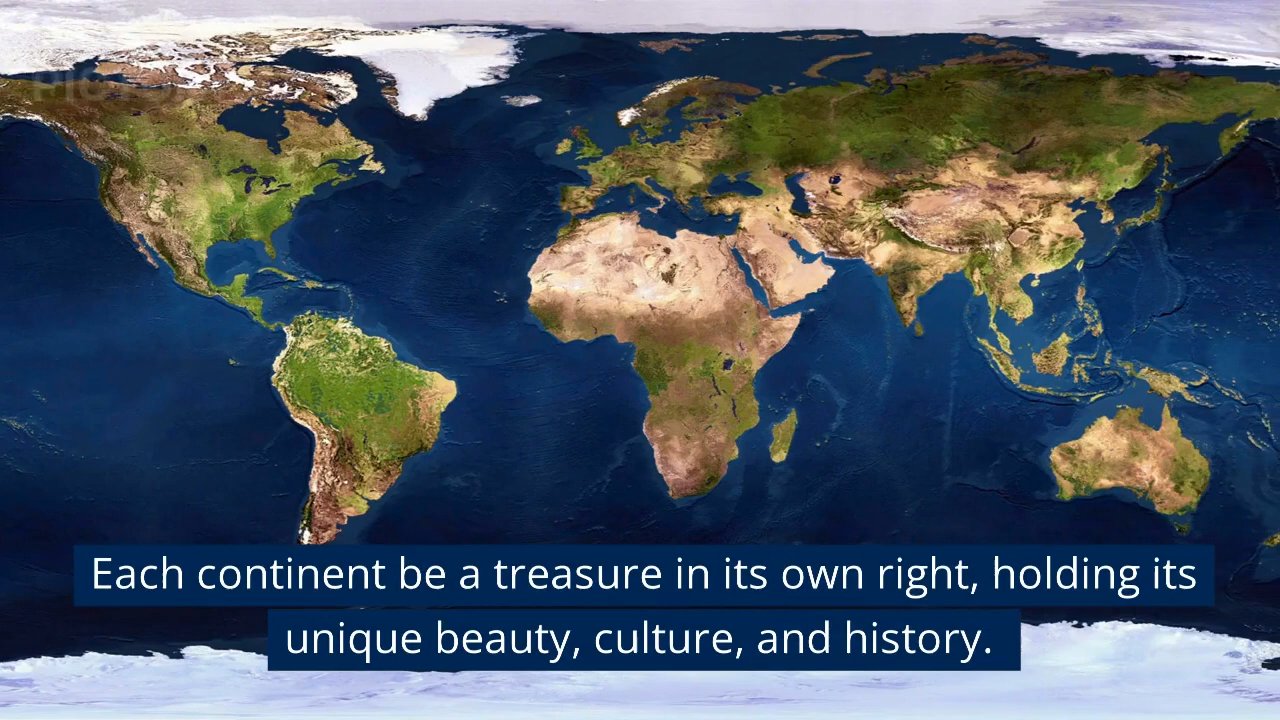 Each continent be a treasure in its own right, holding its
unique beauty, culture, and history.